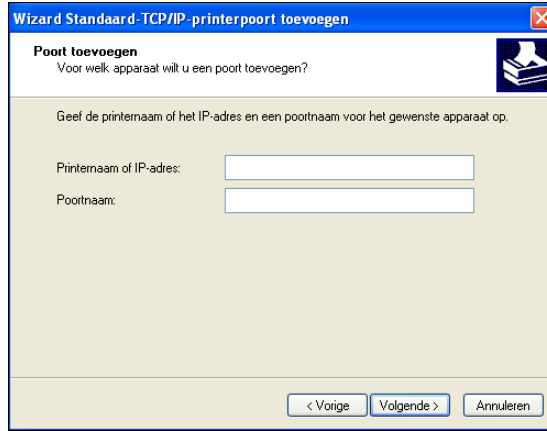 Wizard Standaard-TCP/IP-printerpoort toevoegen
Poort toevoegen
Voor welk apparaat wilt u een poort toevoegen?
Geef de printernaam of het IP-adres en een poortnaam voor het gewenste apparaat op.
Printernaam of IP-adres:
Poortnaam:
< Vorige Volgende > Annuleren